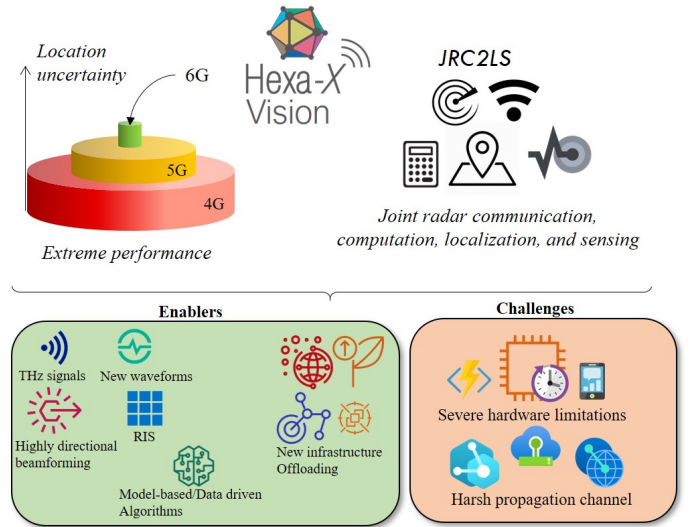 Location
uncertainty
6G
5G
4G
Extreme performance
Hexa-X
Vision
JRC2LS
Joint radar communication,
computation, localization, and sensing
Enablers
THz signals
New waveforms
Highly directional
beamforming
RIS
Model-based/Data driven
Algorithms
New infrastructure
Offloading
Challenges
Severe hardware limitations
Harsh propagation channel